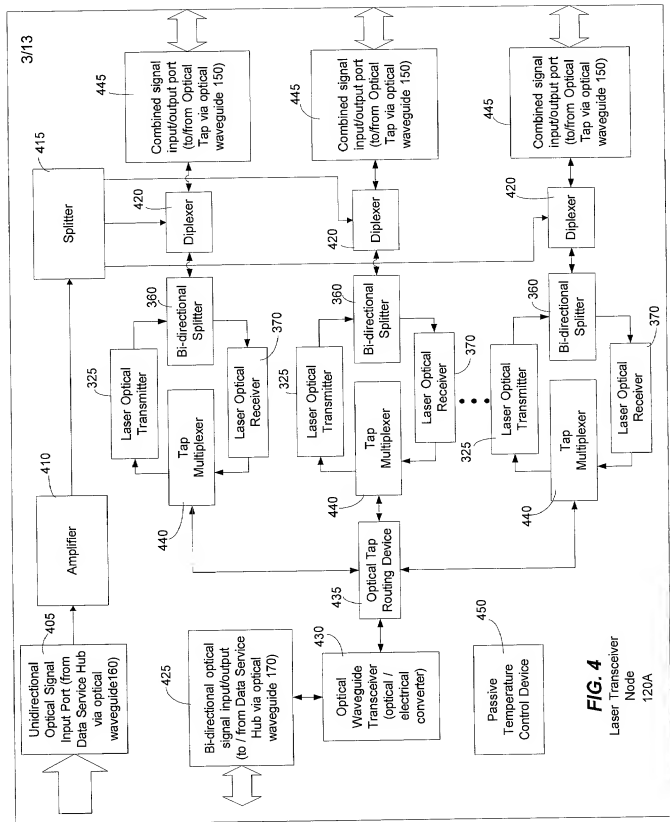 3/13
Unidirectional
Optical Signal
Input Port (from
Data Service Hub
via optical
waveguide160)
405
Amplifier
410
Splitter
415
Combined signal
input/output port
(to/from Optical
Tap via optical
waveguide 150)
445
Diplexer
420
Bi-directional
Splitter
360
Laser Optical
Transmitter
325
Laser Optical
Receiver
370
Tap
Multiplexer
440
Combined signal
input/output port
(to/from Optical
Tap via optical
waveguide 150)
445
Diplexer
420
Bi-directional
Splitter
360
Laser Optical
Transmitter
325
Laser Optical
Receiver
370
Tap
Multiplexer
440
Combined signal
input/output port
(to/from Optical
Tap via optical
waveguide 150)
445
Diplexer
420
Bi-directional
Splitter
360
Laser Optical
Transmitter
325
Laser Optical
Receiver
370
Tap
Multiplexer
440
Bi-directional optical
signal input/output
(to / from Data Service
Hub via optical
waveguide 170)
425
Optical
Waveguide
Transceiver
(optical /
electrical
converter)
430
Optical Tap
Routing Device
435
Passive
Temperature
Control Device
450
FIG. 4
Laser Transceiver
Node
120A